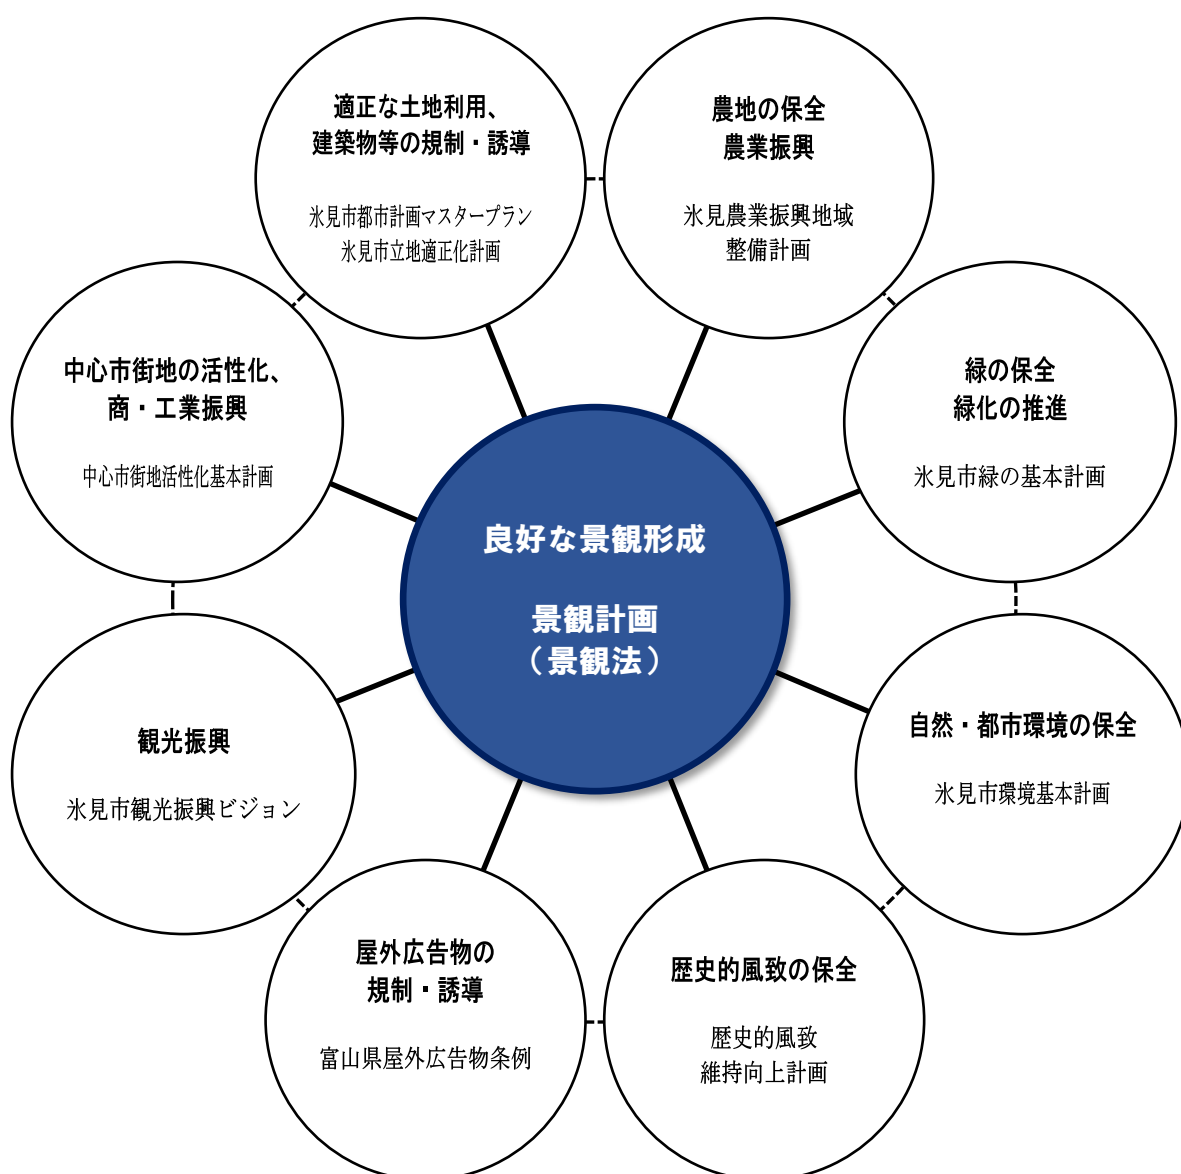 適正な土地利用、
建築物等の規制・誘導
氷見市都市計画マスタープラン
氷見市立地適正化計画
農地の保全
農業振興
氷見農業振興地域
整備計画
中心市街地の活性化、
商・工業振興
中心市街地活性化基本計画
緑の保全
緑化の推進
氷見市緑の基本計画
良好な景観形成
景観計画
（景観法）
観光振興
氷見市観光振興ビジョン
自然・都市環境の保全
氷見市環境基本計画
屋外広告物の
規制・誘導
富山県屋外広告物条例
歴史的風致の保全
歴史的風致
維持向上計画